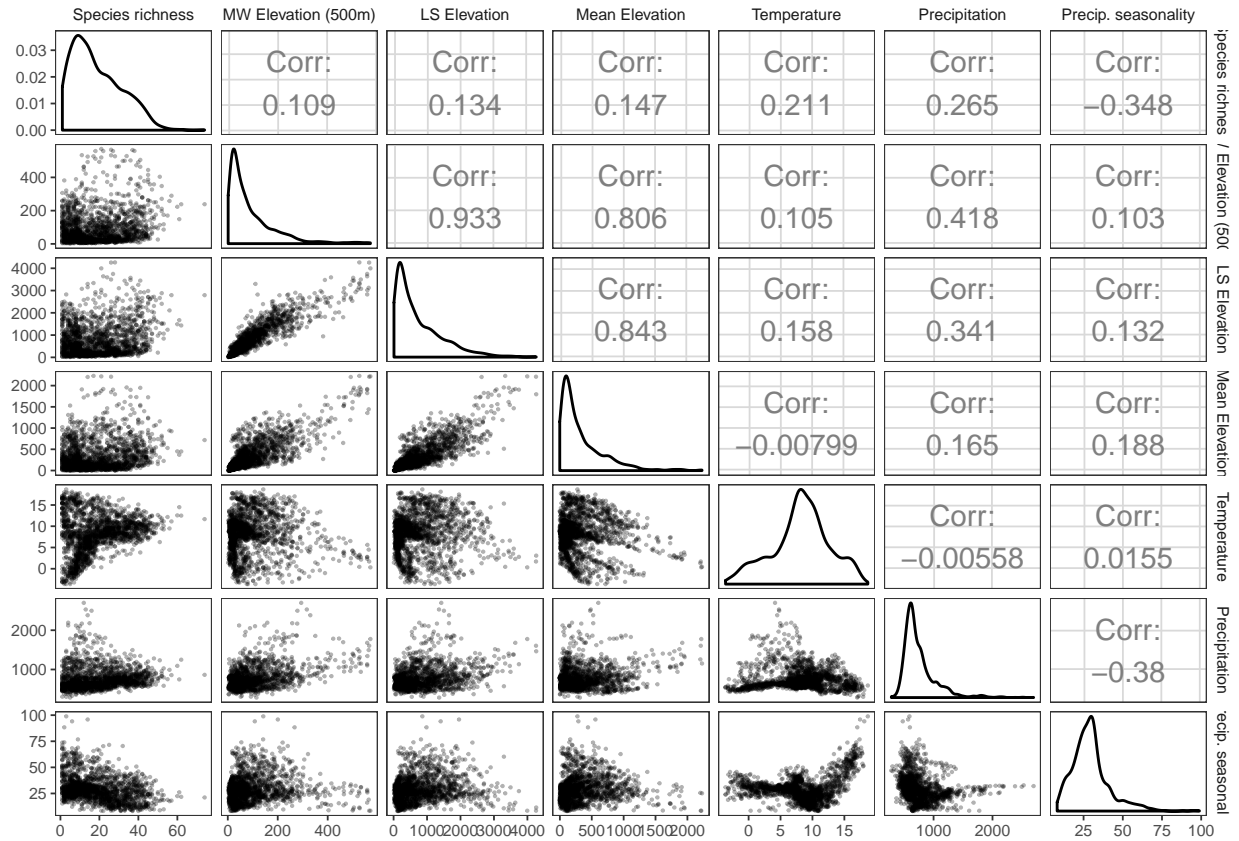 Species richness MW Elevation (500m) LS Elevation Mean Elevation Temperature Precipitation Precip. seasonality
0.03
0.02
0.01
0.00
Corr: Corr: Corr: Corr: Corr: Corr:
0.109 0.134 0.147 0.211 0.265 −0.348
pecies richnes
400
200
0
Corr: Corr: Corr: Corr: Corr:
0.933 0.806 0.105 0.418 0.103
/ Elevation (500
4000
3000
2000
1000
0
Corr: Corr: Corr: Corr:
0.843 0.158 0.341 0.132
LS Elevation
2000
1500
1000
500
0
Corr: Corr: Corr:
−0.00799 0.165 0.188
Mean Elevation
15
10
5
0
Corr: Corr:
−0.00558 0.0155
Temperature
2000
1000
Corr:
−0.38
Precipitation
100
75
50
25
ecip. seasonal
0 20 40 60 0 200 400 0 1000 2000 3000 4000 0 500 1000 1500 2000 0 5 10 15 1000 2000 25 50 75 100